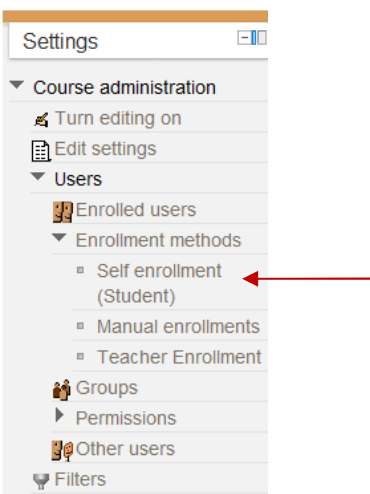 Settings
Course administration
Turn editing on
Edit settings
Users
Enrolled users
Enrollment methods
Self enrollment
(Student)
Manual enrollments
Teacher Enrollment
Groups
Permissions
Other users
Filters